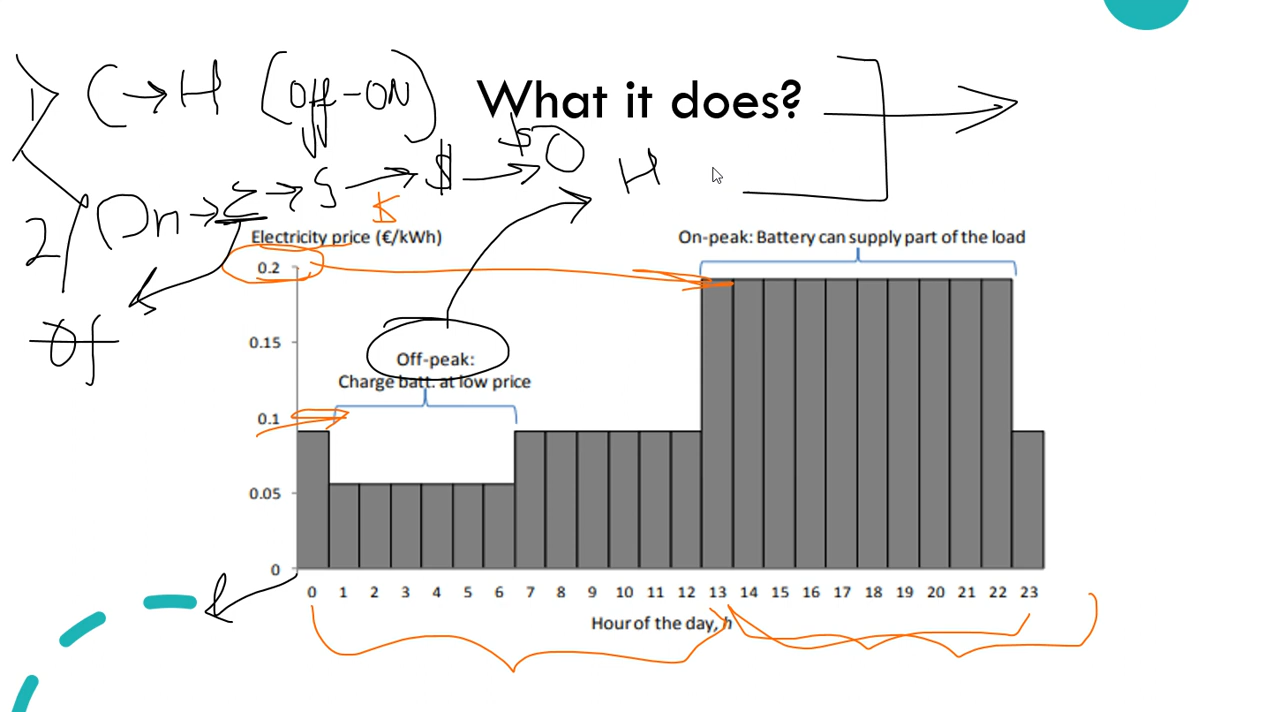 What it does?
1) C → H (Off-ON)
$ → $0 H
2) On →
Electricity price (€/kWh)
On-peak: Battery can supply part of the load
0.2
0.15
Off-peak:
Charge batt. at low price
0.1
0.05
0
0 1 2 3 4 5 6 7 8 9 10 11 12 13 14 15 16 17 18 19 20 21 22 23
Hour of the day, h